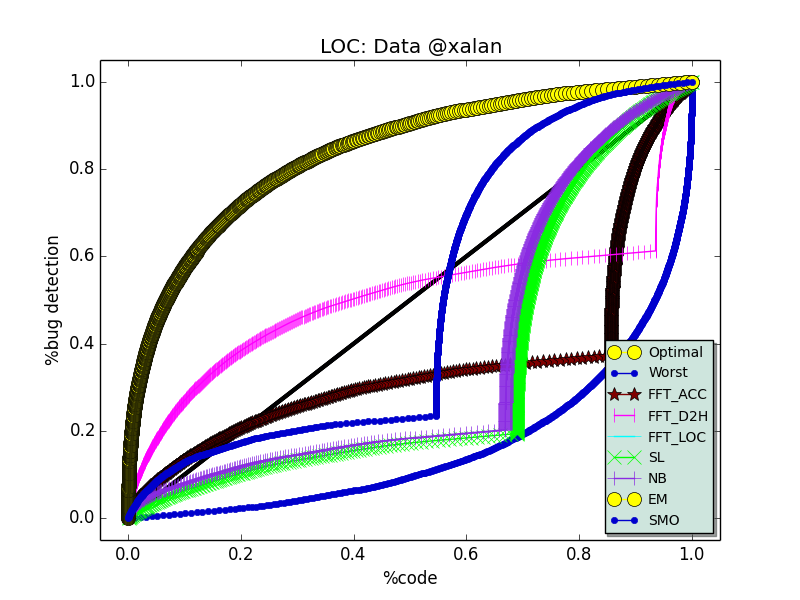 LOC: Data @xalan
1.0
0.8
0.6
0.4
0.2
0.0
%bug detection
0.0 0.2 0.4 0.6 0.8 1.0
%code
Optimal
Worst
FFT_ACC
FFT_D2H
FFT_LOC
SL
NB
EM
SMO